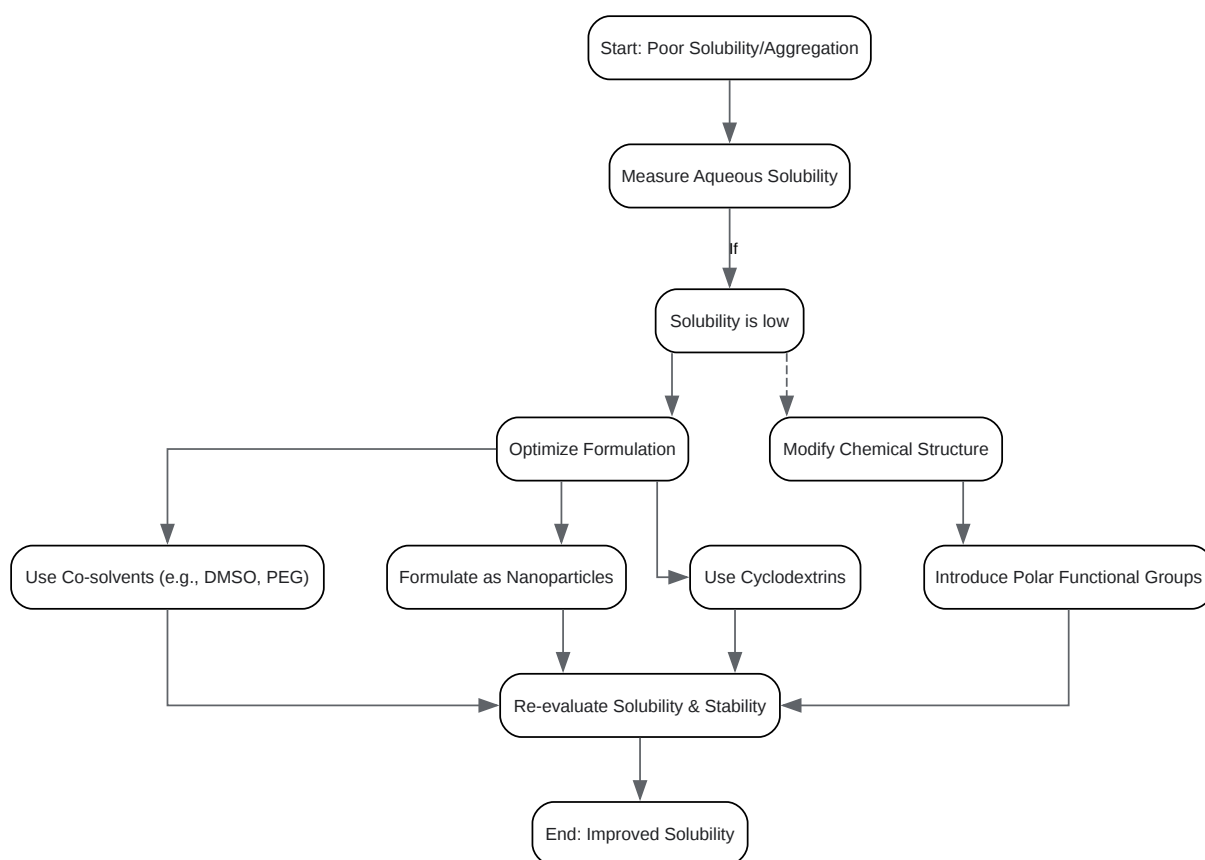 Start: Poor Solubility/Aggregation
Measure Aqueous Solubility
If
Solubility is low
Optimize Formulation
Modify Chemical Structure
Use Co-solvents (e.g., DMSO, PEG)
Formulate as Nanoparticles
Use Cyclodextrins
Introduce Polar Functional Groups
Re-evaluate Solubility & Stability
End: Improved Solubility